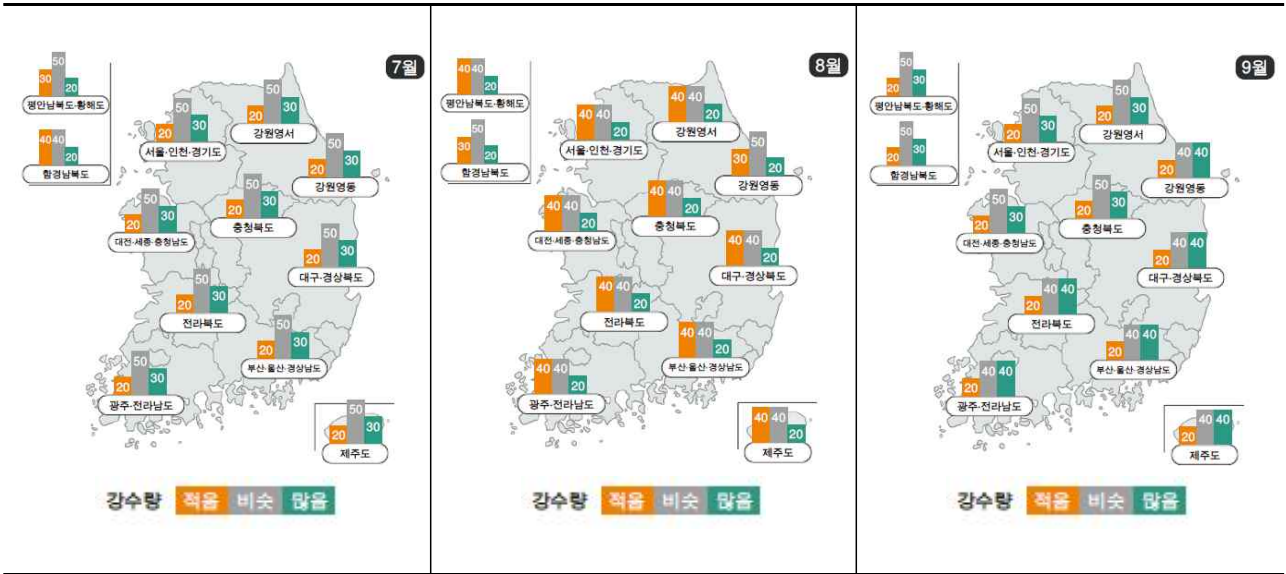 7월
50
30
20
평안남북도·황해도
40 40
20
함경남북도
50
20
30
서울·인천·경기도
50
20
30
강원영서
50
20
30
강원영동
50
20
30
대전·세종·충청남도
50
20
30
충청북도
50
20
30
대구·경상북도
50
20
30
전라북도
50
20
30
부산·울산·경상남도
50
20
30
광주·전라남도
50
20
30
제주도
강수량 적음 비슷 많음
8월
40 40
20
평안남북도·황해도
50
30
20
함경남북도
40 40
20
서울·인천·경기도
40 40
20
강원영서
50
30
20
강원영동
40 40
20
대전·세종·충청남도
40 40
20
충청북도
40 40
20
대구·경상북도
40 40
20
전라북도
40 40
20
부산·울산·경상남도
40 40
20
광주·전라남도
40 40
20
제주도
강수량 적음 비슷 많음
9월
50
20
30
평안남북도·황해도
50
20
30
함경남북도
50
20
30
서울·인천·경기도
50
20
30
강원영서
40 40
20
강원영동
50
20
30
대전·세종·충청남도
50
20
30
충청북도
40 40
20
대구·경상북도
40 40
20
전라북도
40 40
20
부산·울산·경상남도
40 40
20
광주·전라남도
40 40
20
제주도
강수량 적음 비슷 많음